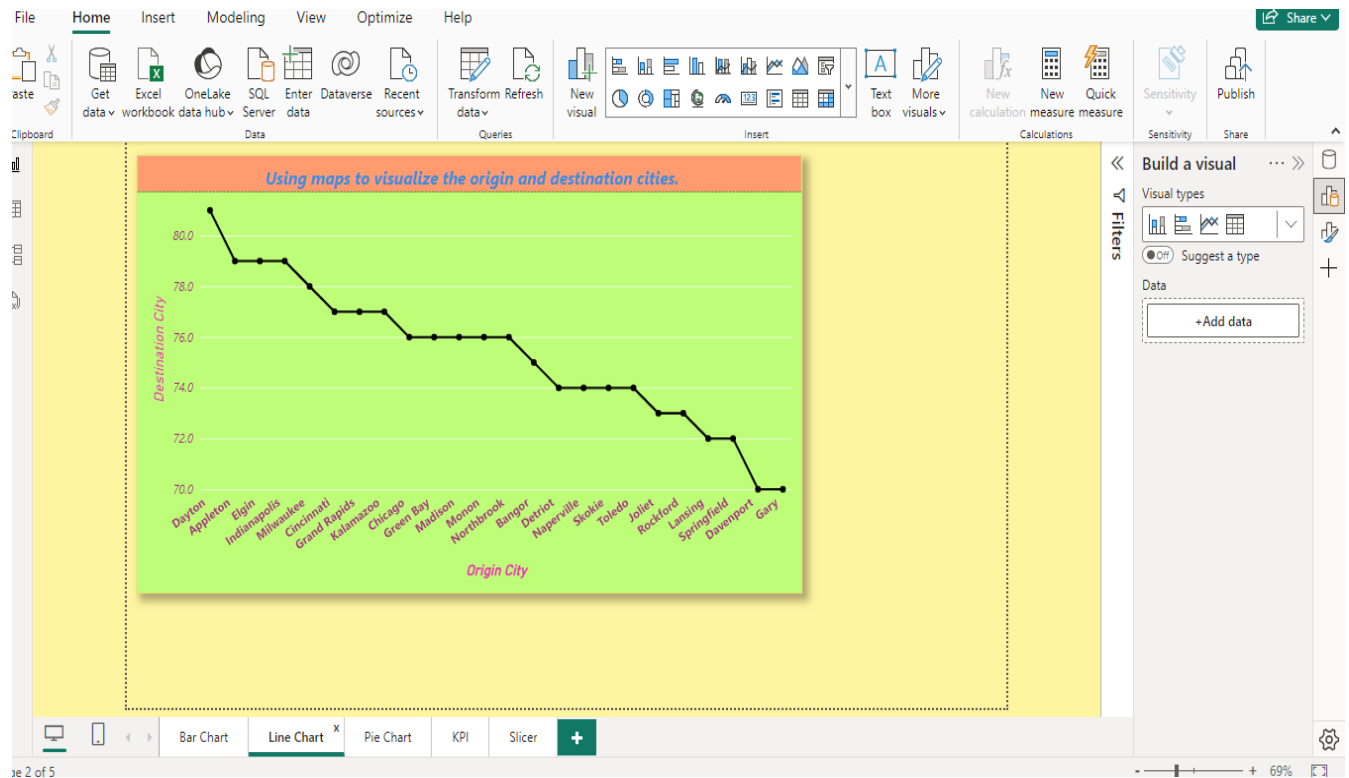 File Home Insert Modeling View Optimize Help Share
aste
Get data
Excel workbook
OneLake data hub
SQL Server
Enter data
Dataverse
Recent sources
Transform data
Refresh
New visual
123
A
Text box
More visuals
fx
New calculation
New measure
Quick measure
Sensitivity
Publish
Clipboard Data Queries Insert Calculations Sensitivity Share
Using maps to visualize the origin and destination cities.
80.0
78.0
76.0
74.0
72.0
70.0
Destination City
Dayton
Appleton
Elgin
Indianapolis
Milwaukee
Cincinnati
Grand Rapids
Kalamazoo
Chicago
Green Bay
Madison
Monon
Northbrook
Bangor
Detriot
Naperville
Skokie
Toledo
Joliet
Rockford
Lansing
Springfield
Davenport
Gary
Origin City
Filters
Build a visual
Visual types
Off Suggest a type
Data
+Add data
Bar Chart Line Chart x Pie Chart KPI Slicer +
ge 2 of 5
- + 69%